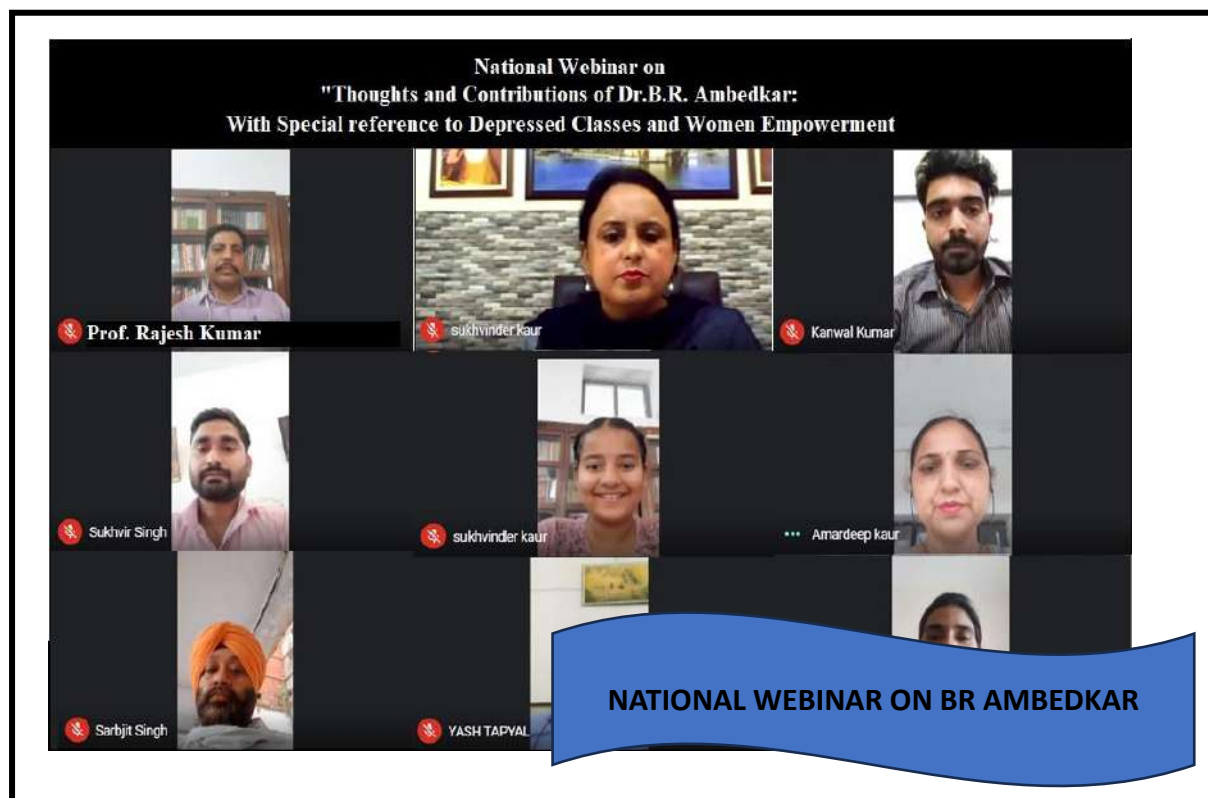 National Webinar on
"Thoughts and Contributions of Dr.B.R. Ambedkar:
With Special reference to Depressed Classes and Women Empowerment
Prof. Rajesh Kumar
sukhvinder kaur
Kanwal Kumar
Sukhvir Singh
sukhvinder kaur
Amardeep kaur
Sarbjit Singh
YASH TAPYAL
NATIONAL WEBINAR ON BR AMBEDKAR